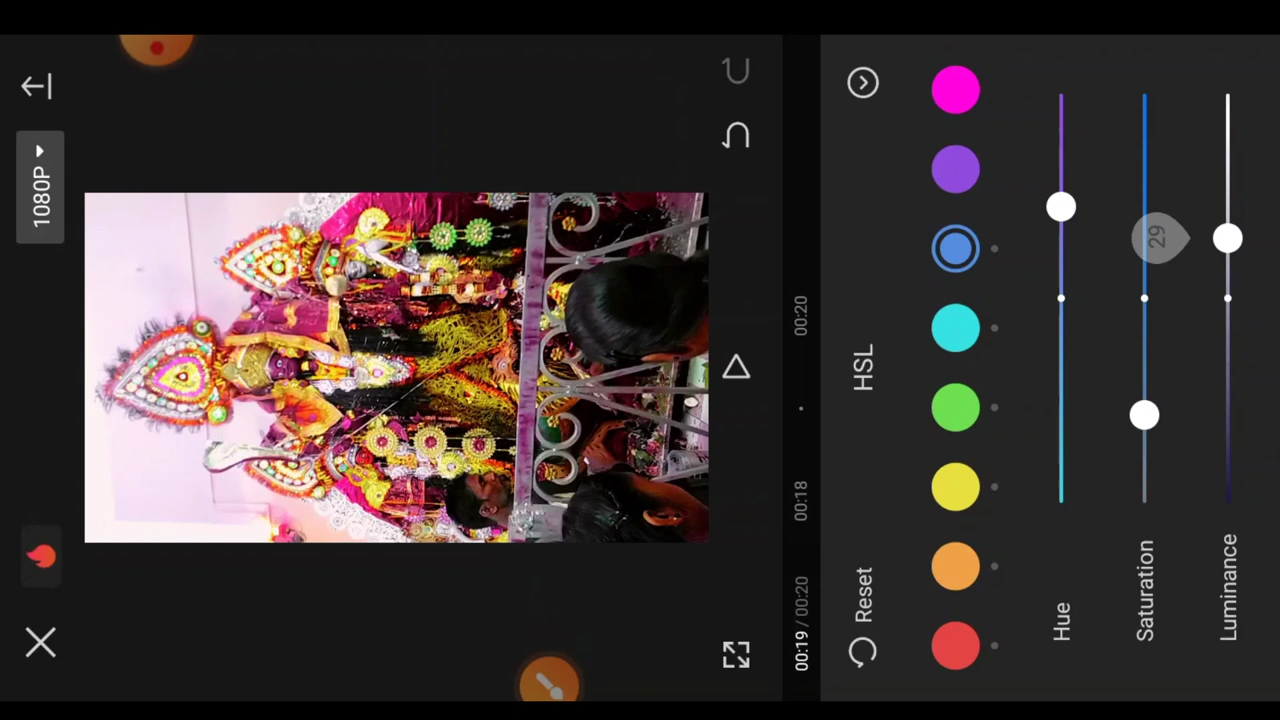 1080P
00:19 / 00:20
00:18
00:20
Reset
HSL
Hue
Saturation
29
Luminance